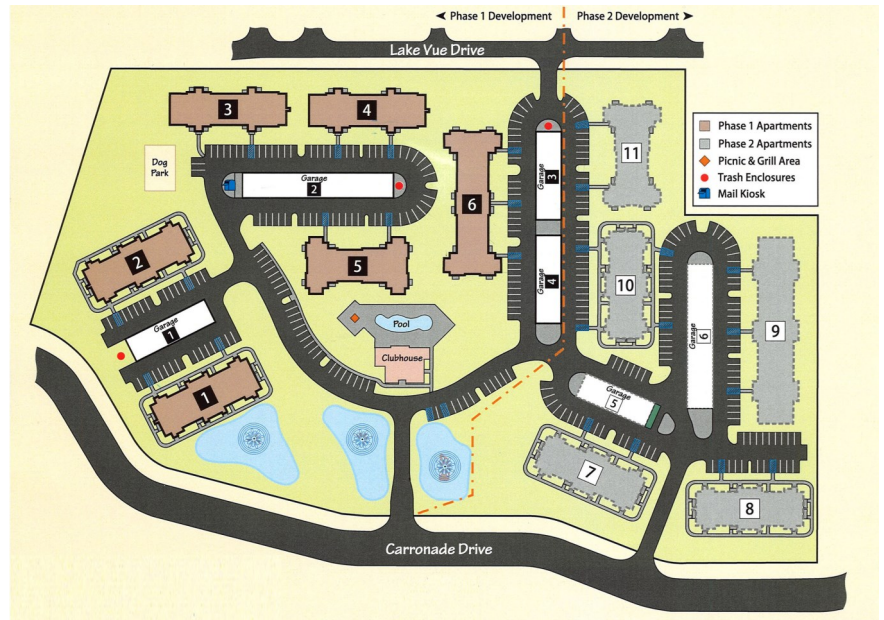 Phase 1 Development
Phase 2 Development
Lake Vue Drive
Phase 1 Apartments
Phase 2 Apartments
Picnic & Grill Area
Trash Enclosures
Mail Kiosk
3
4
11
Dog
Park
Garage
2
Garage
3
6
2
5
Garage
4
10
9
Garage
6
Garage
1
Pool
Clubhouse
1
Garage
5
7
8
Carronade Drive